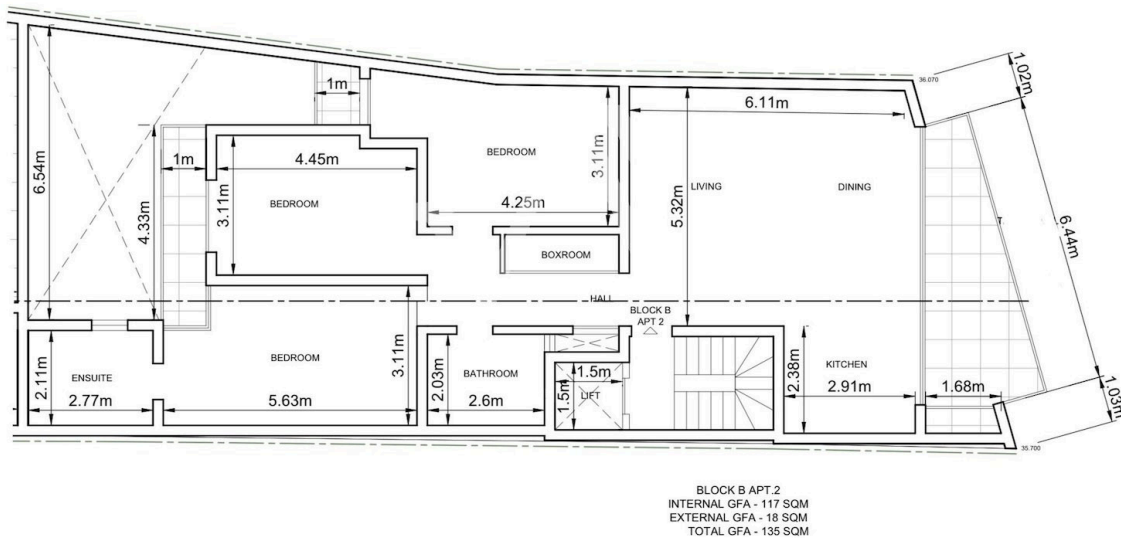 36.070
1.02m
1m
6.11m
6.54m
BEDROOM
3.11m
1m
4.45m
LIVING
DINING
4.33m
3.11m
BEDROOM
4.25m
5.32m
6.44m
BOXROOM
HALL
BLOCK B
APT 2
BEDROOM
3.11m
2.11m
ENSUITE
2.03m
BATHROOM
1.5m
2.38m
KITCHEN
2.77m
5.63m
2.6m
1.5m
LIFT
2.91m
1.68m
1.03m
35.700
BLOCK B APT.2
INTERNAL GFA - 117 SQM
EXTERNAL GFA - 18 SQM
TOTAL GFA - 135 SQM